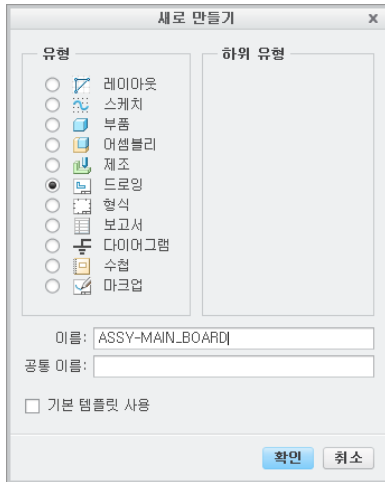 새로 만들기
x
유형
하위 유형
레이아웃
스케치
부품
어셈블리
제조
드로잉
형식
보고서
다이어그램
수첩
마크업
이름: ASSY-MAIN_BOARD
공통 이름:
기본 템플릿 사용
확인 취소